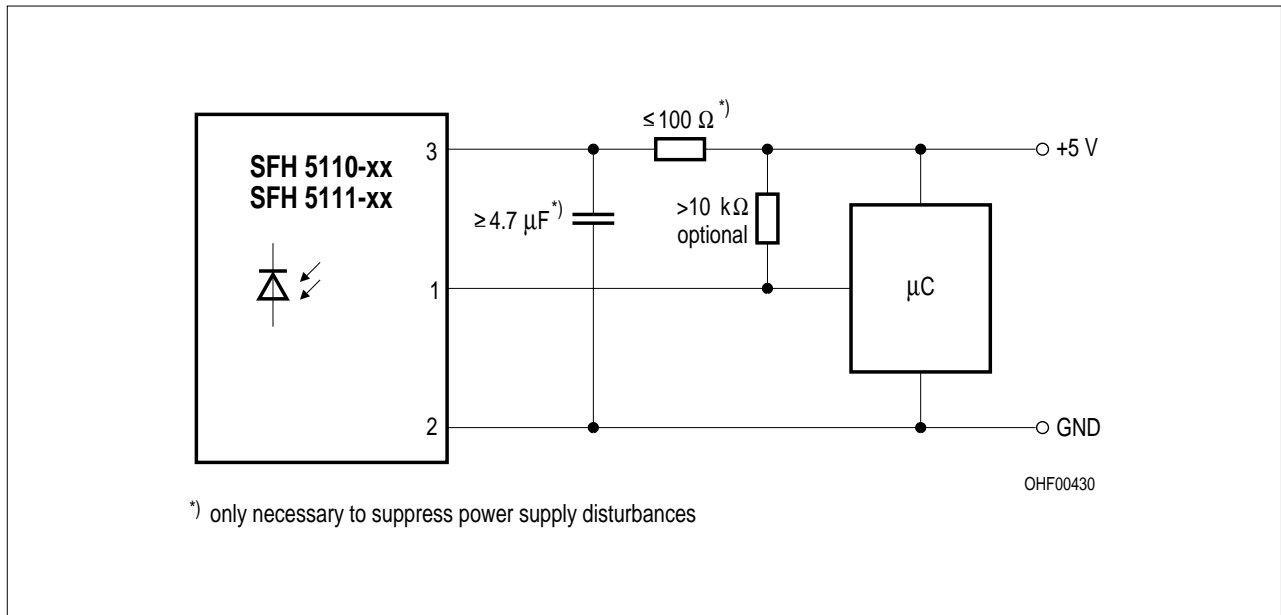 ≤100 Ω *)
3
+5 V
SFH 5110-xx
SFH 5111-xx
≥4.7 µF *)
>10 kΩ
optional
1
µC
2
GND
OHF00430
*) only necessary to suppress power supply disturbances